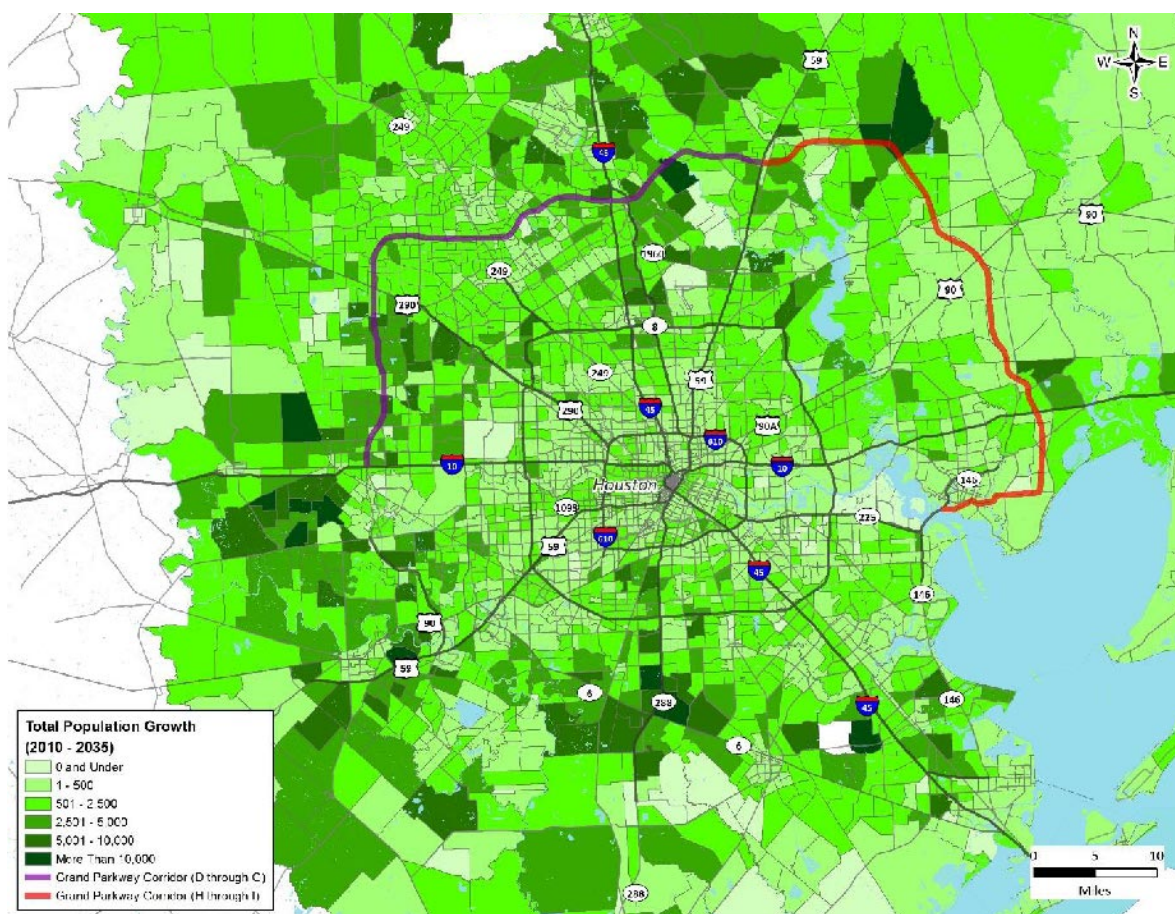 N
W E
S
59
249
45
90
1960
249
90
290
8
249
59
290
45
90A
610
10
10
Houston
146
1093
225
610
59
45
146
90
59
6
288
45
146
6
288
Total Population Growth
(2010 - 2035)
0 and Under
1 - 500
501 - 2,500
2,501 - 5,000
5,001 - 10,000
More Than 10,000
Grand Parkway Corridor (D through C)
Grand Parkway Corridor (H through I)
0 5 10
Miles